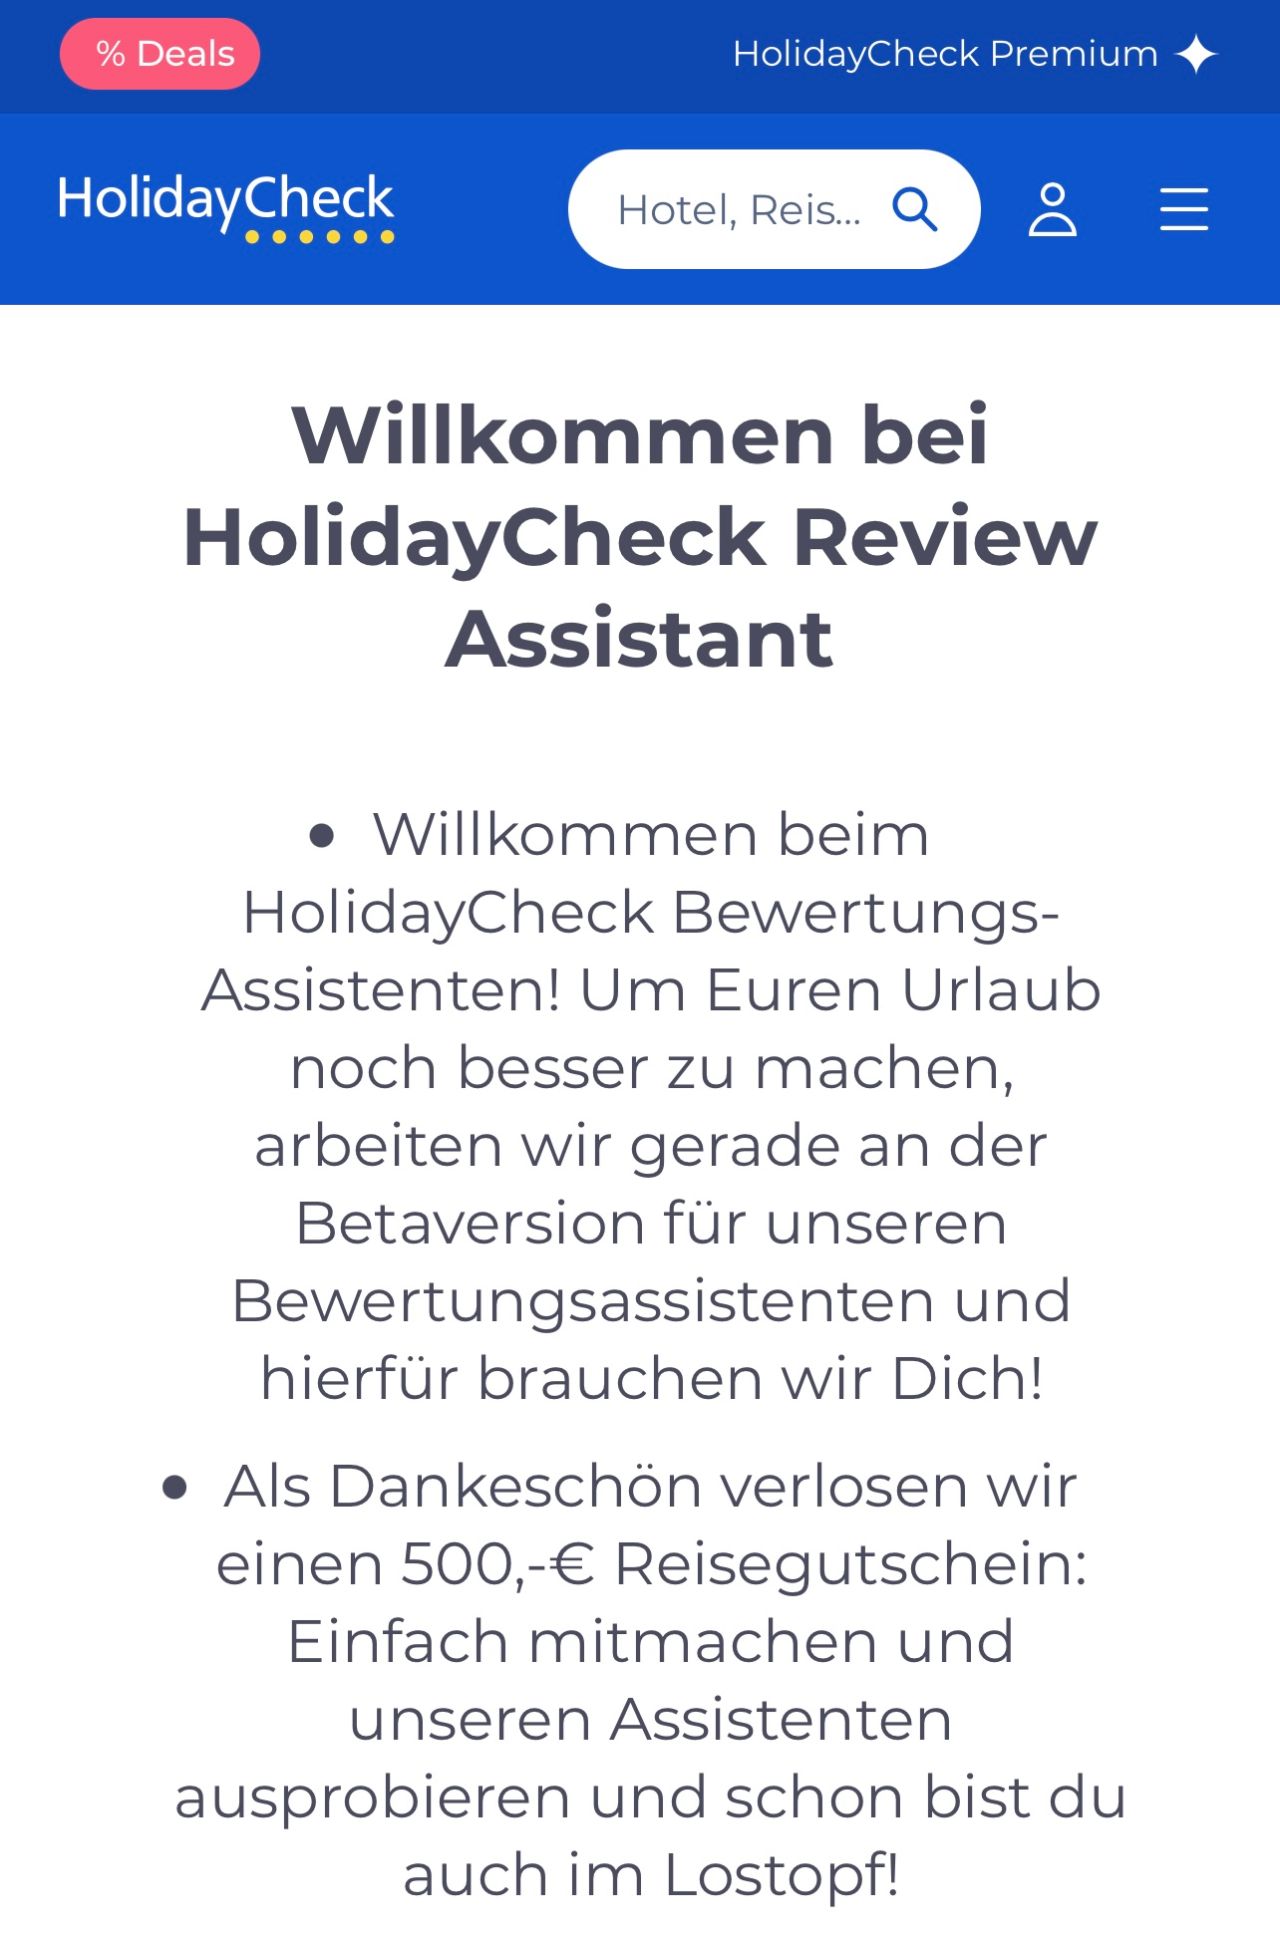 % Deals
HolidayCheck Premium
HolidayCheck
Hotel, Reis...
Willkommen bei
HolidayCheck Review
Assistant
• Willkommen beim
HolidayCheck Bewertungs-
Assistenten! Um Euren Urlaub
noch besser zu machen,
arbeiten wir gerade an der
Betaversion für unseren
Bewertungsassistenten und
hierfür brauchen wir Dich!
• Als Dankeschön verlosen wir
einen 500,-€ Reisegutschein:
Einfach mitmachen und
unseren Assistenten
ausprobieren und schon bist du
auch im Lostopf!